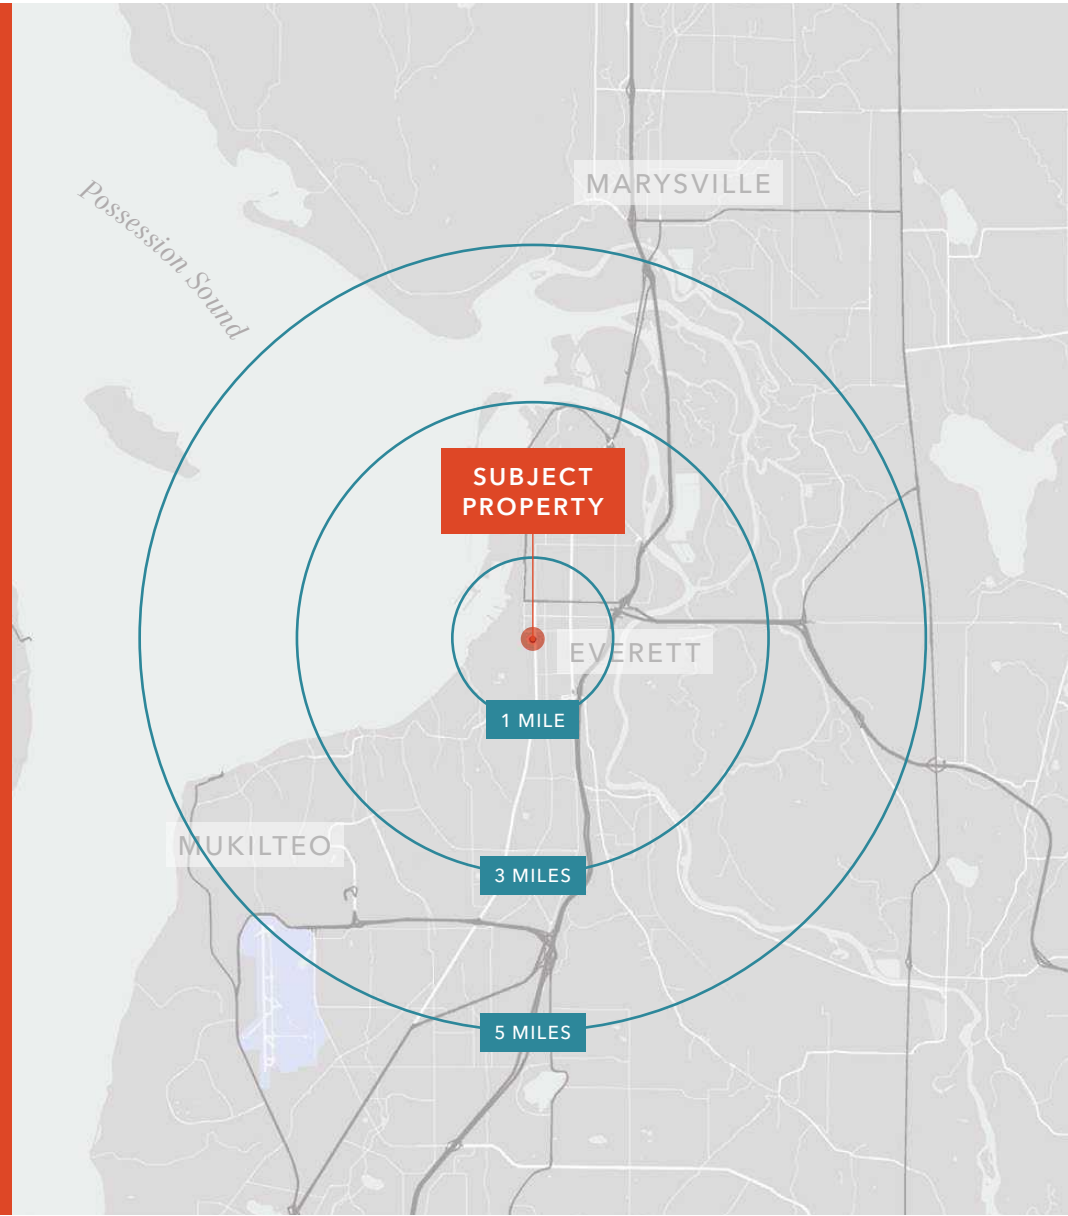 MARYSVILLE
Possession Sound
SUBJECT
PROPERTY
EVERETT
1 MILE
MUKILTEO
3 MILES
5 MILES